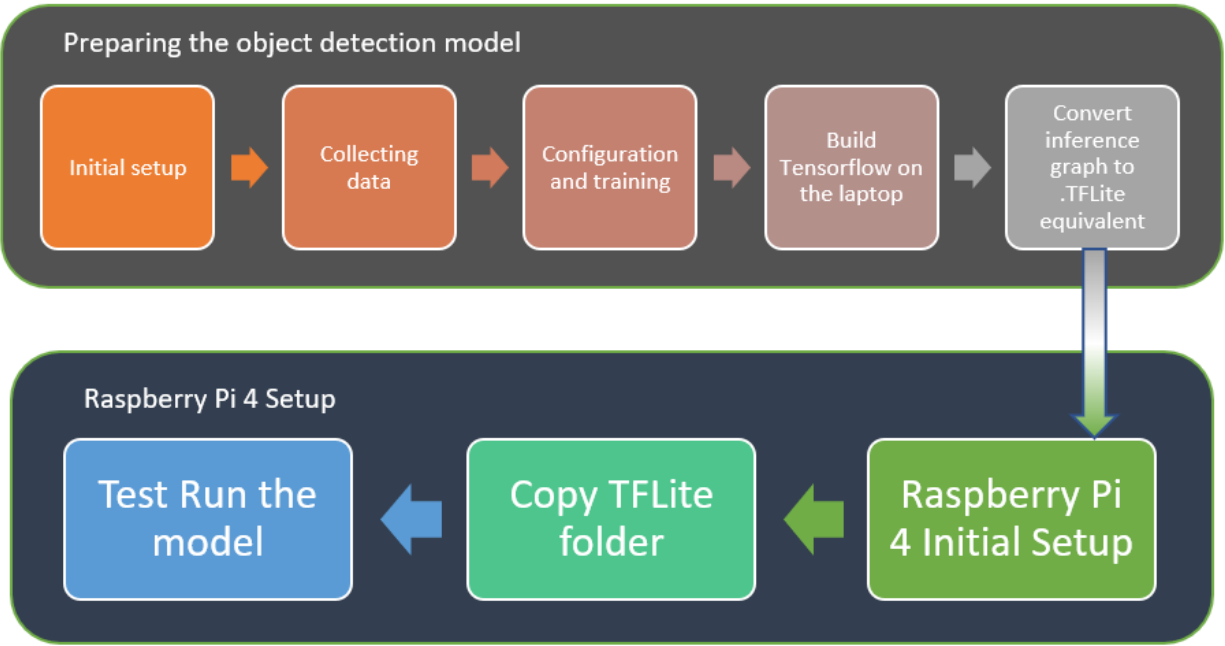 Preparing the object detection model
Initial setup
Collecting
data
Configuration
and training
Build
Tensorflow on
the laptop
Convert
inference
graph to
.TFLite
equivalent
Raspberry Pi 4 Setup
Test Run the
model
Copy TFLite
folder
Raspberry Pi
4 Initial Setup